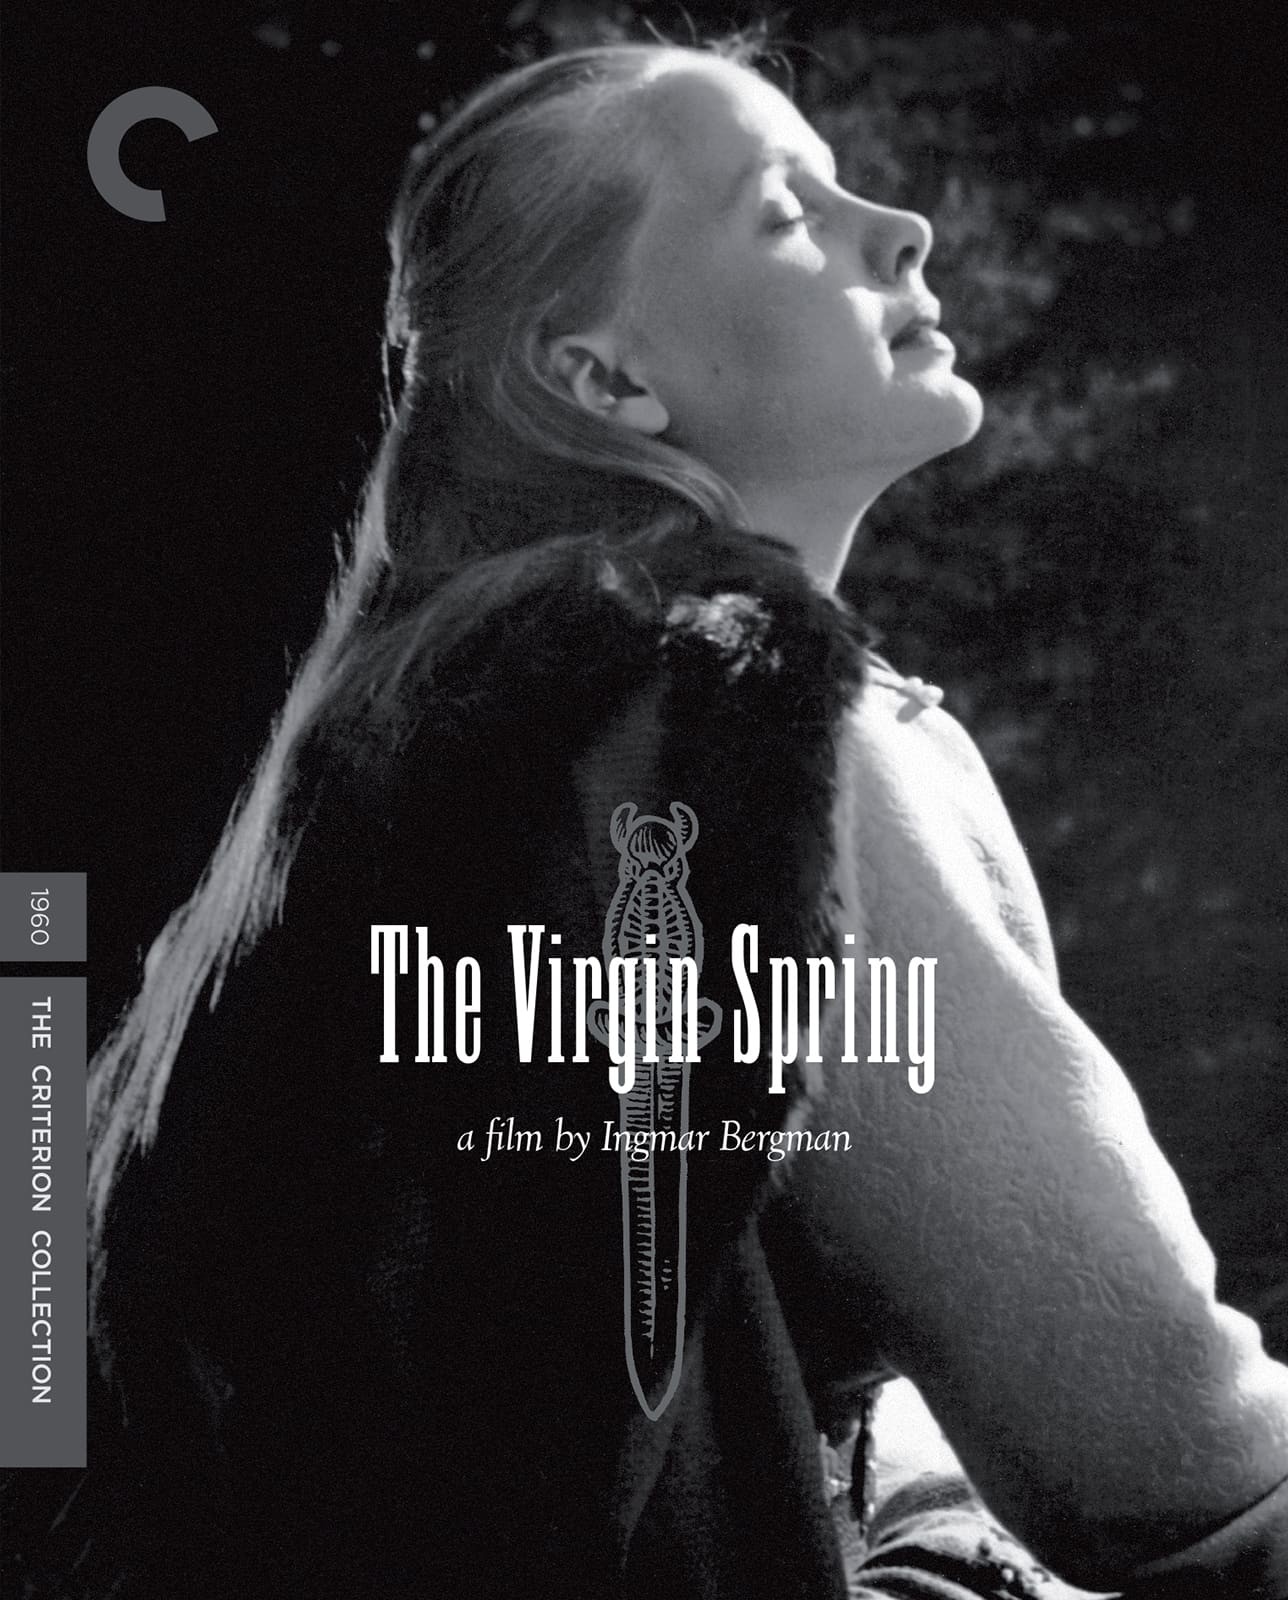 The Virgin Spring
a film by Ingmar Bergman
1960
THE CRITERION COLLECTION